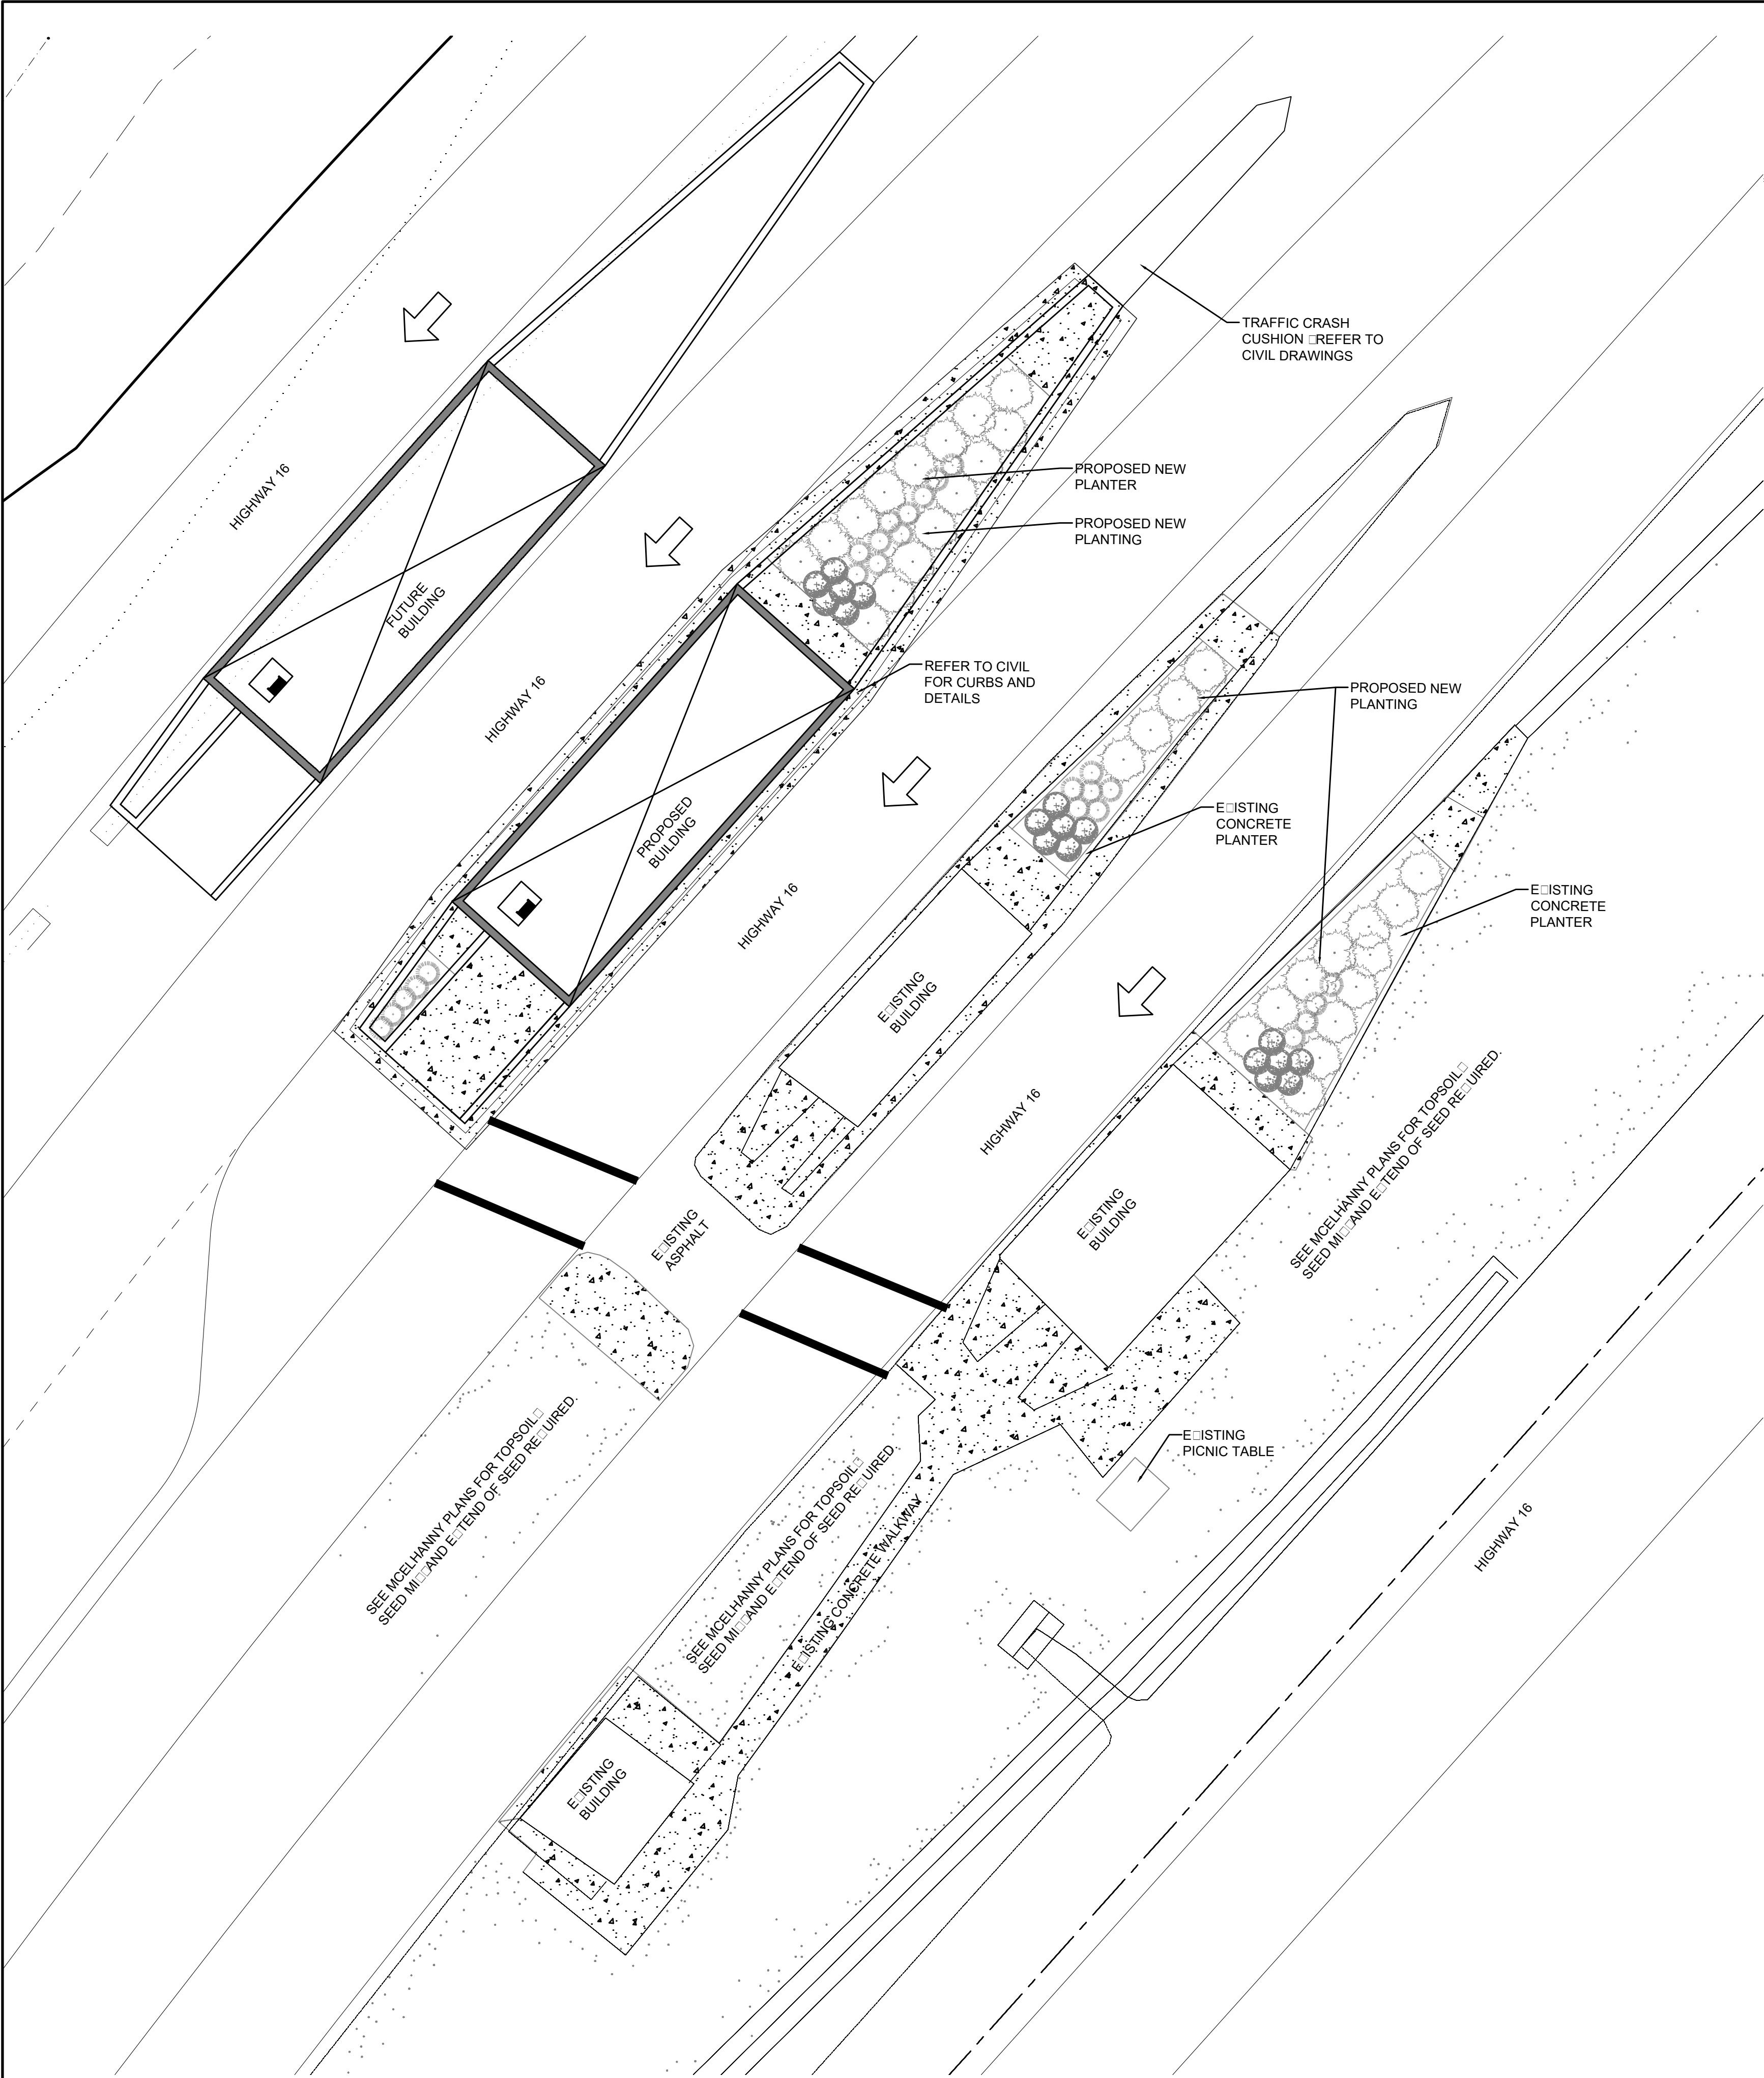 TRAFFIC CRASH
CUSHION □REFER TO
CIVIL DRAWINGS
PROPOSED NEW
PLANTER
PROPOSED NEW
PLANTING
HIGHWAY 16
FUTURE
BUILDING
REFER TO CIVIL
FOR CURBS AND
DETAILS
HIGHWAY 16
PROPOSED NEW
PLANTING
PROPOSED
BUILDING
E□ISTING
CONCRETE
PLANTER
E□ISTING
CONCRETE
PLANTER
HIGHWAY 16
E□ISTING
BUILDING
HIGHWAY 16
E□ISTING
BUILDING
SEE MCELHANNY PLANS FOR TOPSOIL□
SEED MI□□AND E□TEND OF SEED RE□UIRED.
E□ISTING
ASPHALT
E□ISTING
PICNIC TABLE
SEE MCELHANNY PLANS FOR TOPSOIL□
SEED MI□□AND E□TEND OF SEED RE□UIRED.
SEE MCELHANNY PLANS FOR TOPSOIL□
SEED MI□□AND E□TEND OF SEED RE□UIRED.
E□ISTING CONCRETE WALKWAY
HIGHWAY 16
E□ISTING
BUILDING